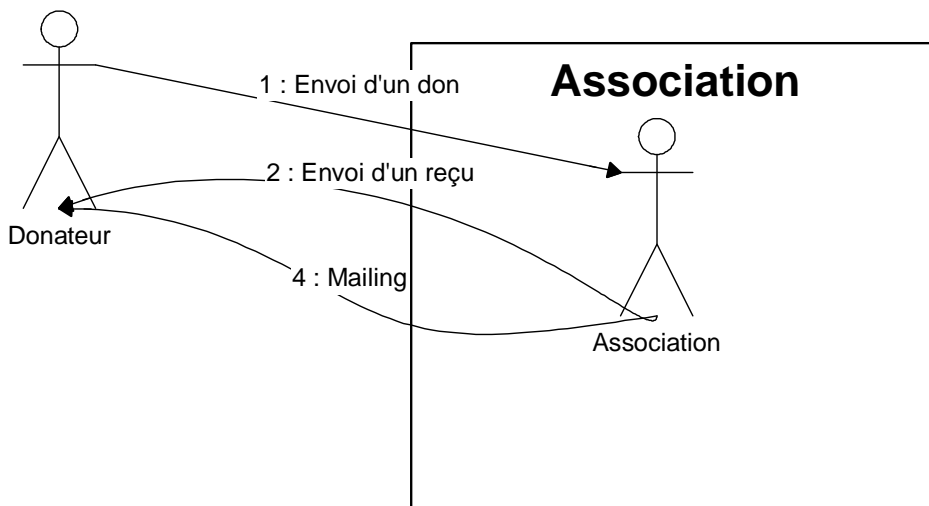 Association
1 : Envoi d'un don
2 : Envoi d'un reçu
Donateur
4 : Mailing
Association